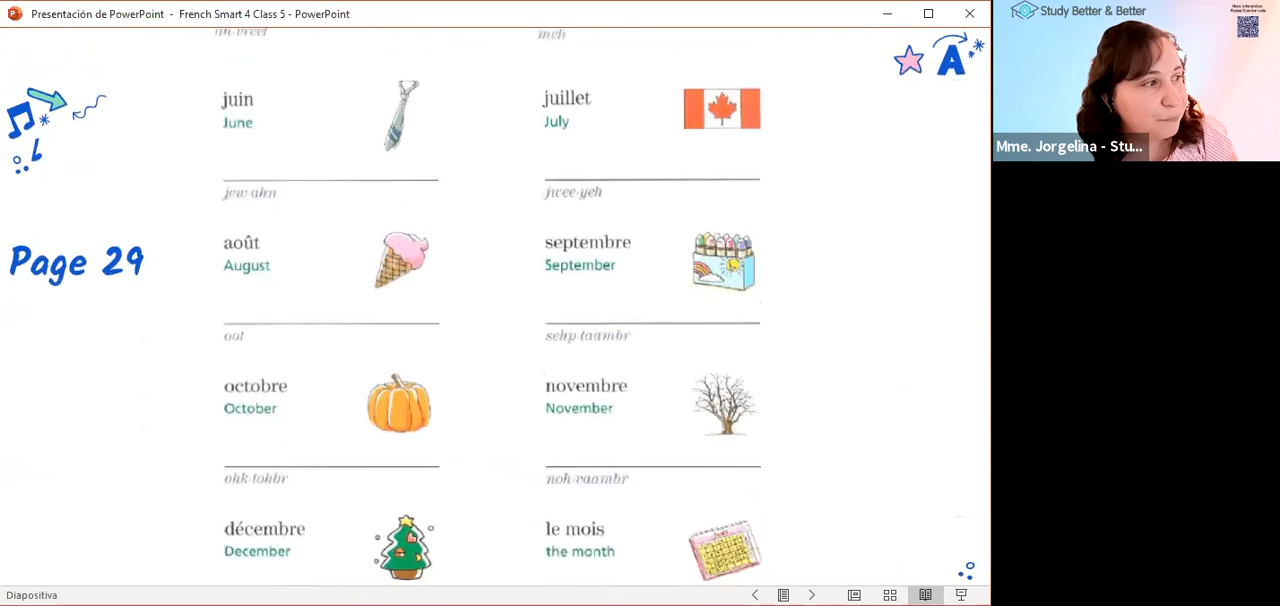 Presentación de PowerPoint - French Smart 4 Class 5 - PowerPoint
Study Better & Better
A
meh
juin
June
juillet
July
Mme. Jorgelina - Stu...
jew-ahn
jwee-yeh
Page 29
août
August
septembre
September
oot
sehp-taambr
octobre
October
novembre
November
ohk-tohbr
noh-vaambr
décembre
December
le mois
the month
Diapositiva